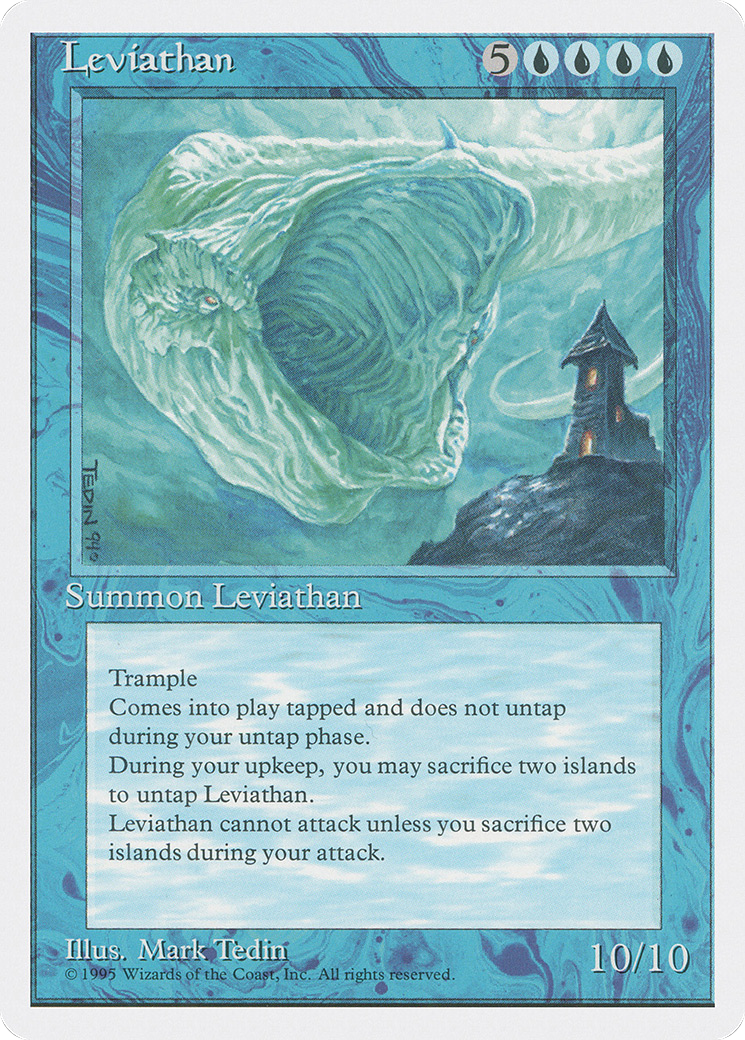 Leviathan 5
TEDIN 94
Summon Leviathan
Trample
Comes into play tapped and does not untap
during your untap phase.
During your upkeep, you may sacrifice two islands
to untap Leviathan.
Leviathan cannot attack unless you sacrifice two
islands during your attack.
Illus. Mark Tedin
10/10
© 1995 Wizards of the Coast, Inc. All rights reserved.